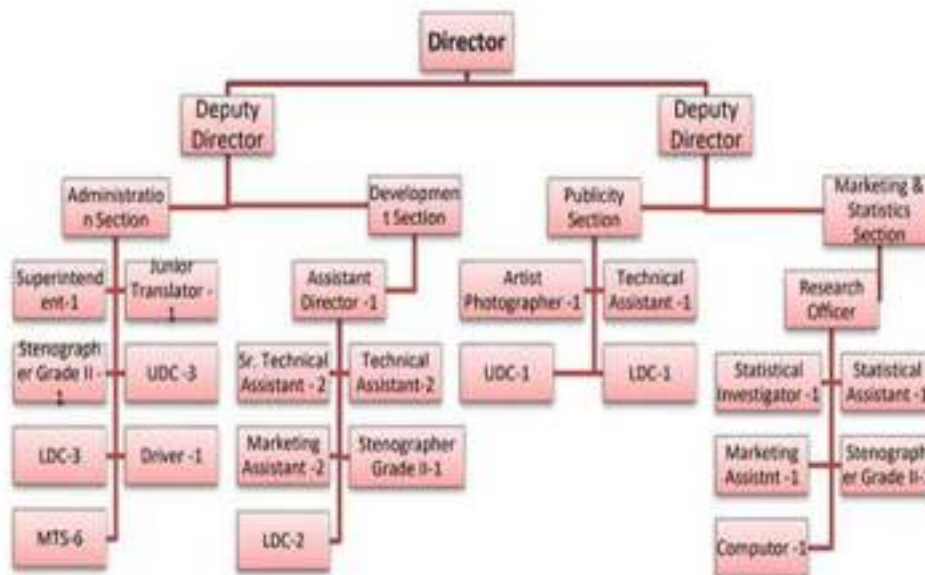 Director
Deputy
Director
Deputy
Director
Administratio
n Section
Developmen
t Section
Publicity
Section
Marketing &
Statistics
Section
Superintend
ent-1
Junior
Translator -
1
Stenograph
er Grade II -
1
UDC -3
LDC-3
Driver -1
MTS-6
Assistant
Director -1
Sr. Technical
Assistant - 2
Technical
Assistant-2
Marketing
Assistant -2
Stenographer
Grade II-1
LDC-2
Artist
Photographer -1
Technical
Assistant -1
UDC-1
LDC-1
Research
Officer
Statistical
Investigator -1
Statistical
Assistant -1
Marketing
Assistnt -1
Stenograph
er Grade II-1
Computor -1